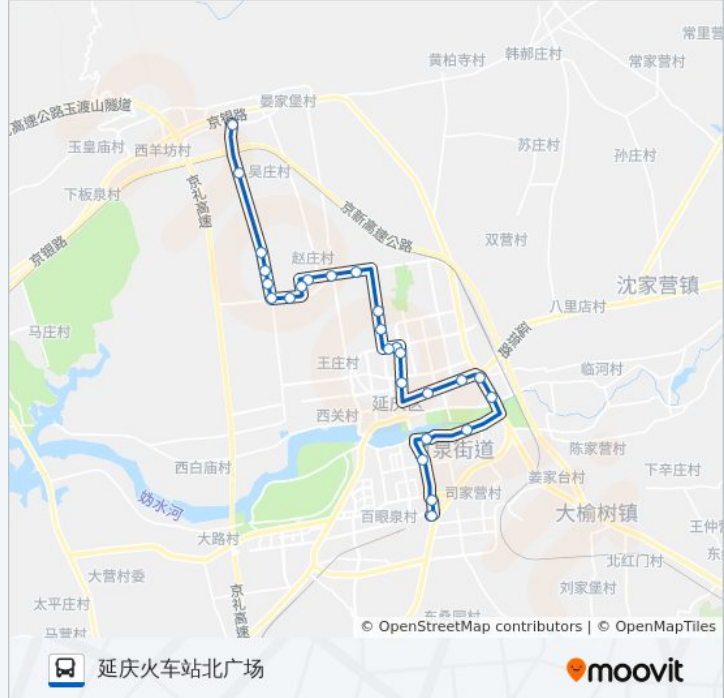 常里营
韩郝庄村
黄柏寺村
常家营村
晏家堡村
高速公路玉渡山隧道
京银路
玉皇庙村
西羊坊村
苏庄村
孙庄村
吴庄村
下板泉村
京礼高速
京新高速公路
双营村
京银路
赵庄村
沈家营镇
八里店村
马庄村
延琉路
王庄村
临河村
延庆区
西关村
泉街道
陈家营村
西白庙村
姜家台村
下辛庄村
司家营村
妫水河
百眼泉村
大榆树镇
王仲营
大路村
东
北红门村
大营村委
刘家堡村
京礼高速
太平庄村
东桑园村
马营村
© OpenStreetMap contributors | © OpenMapTiles
延庆火车站北广场
moovit